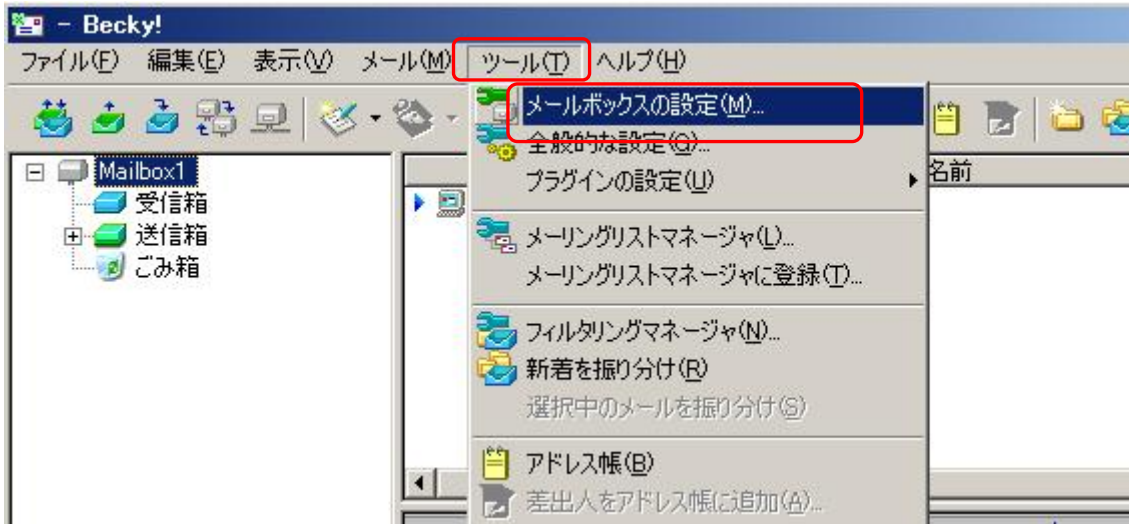 - Becky!
ファイル(F) 編集(E) 表示(V) メール(M) ツール(T) ヘルプ(H)
メールボックスの設定(M)...
全般的な設定(O)...
プラグインの設定(U)
メーリングリストマネージャ(L)...
メーリングリストマネージャに登録(T)...
フィルタリングマネージャ(N)...
新着を振り分け(R)
選択中のメールを振り分け(S)
アドレス帳(B)
差出人をアドレス帳に追加(A)...
Mailbox1
受信箱
送信箱
ごみ箱
名前